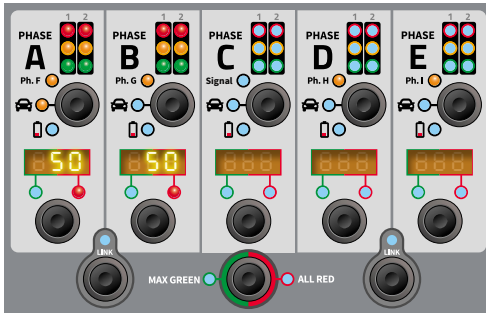 1 2 1 2 1 2 1 2 1 2
PHASE PHASE PHASE PHASE PHASE
A B C D E
Ph. F Ph. G Signal Ph. H Ph. I
50 50
LINK LINK
MAX GREEN ALL RED